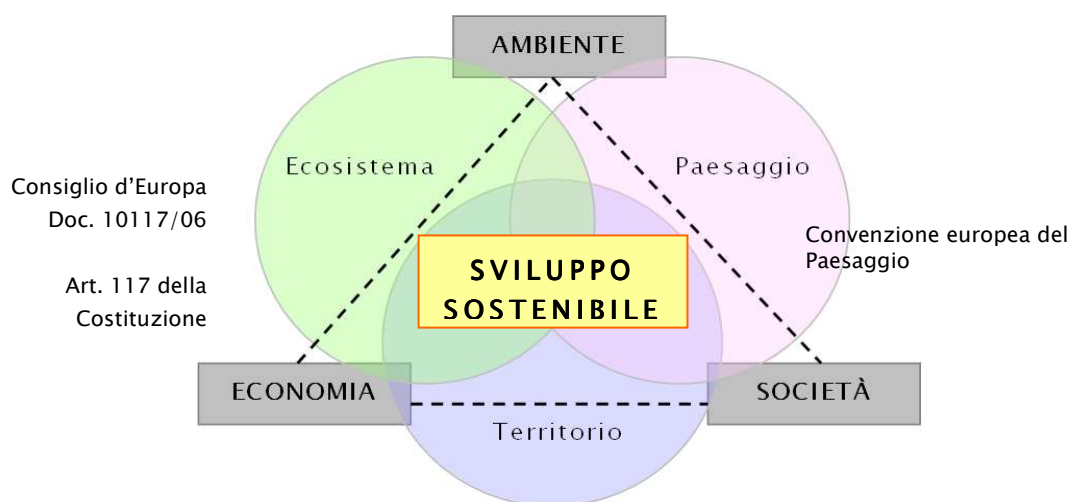 AMBIENTE
Ecosistema
Paesaggio
Consiglio d’Europa
Doc. 10117/06
Convenzione europea del
Paesaggio
SVILUPPO
SOSTENIBILE
Art. 117 della
Costituzione
ECONOMIA
SOCIETÀ
Territorio